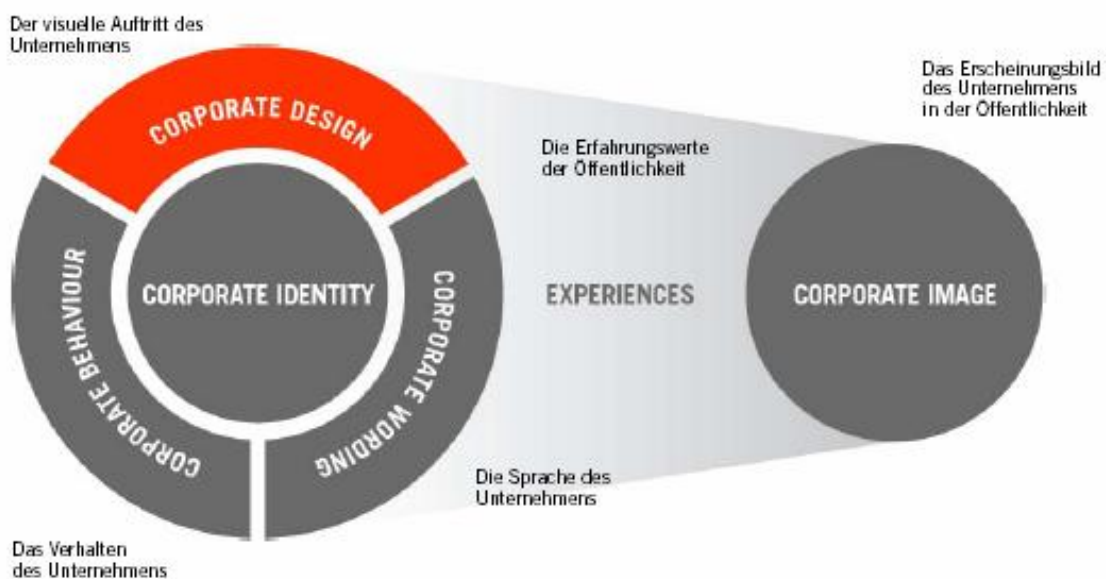 Der visuelle Auftritt des
Unternehmens
CORPORATE DESIGN
CORPORATE BEHAVIOUR
CORPORATE IDENTITY
CORPORATE WORDING
Das Verhalten
des Unternehmens
Die Sprache des
Unternehmens
Die Erfahrungswerte
der Öffentlichkeit
EXPERIENCES
Das Erscheinungsbild
des Unternehmens
in der Öffentlichkeit
CORPORATE IMAGE